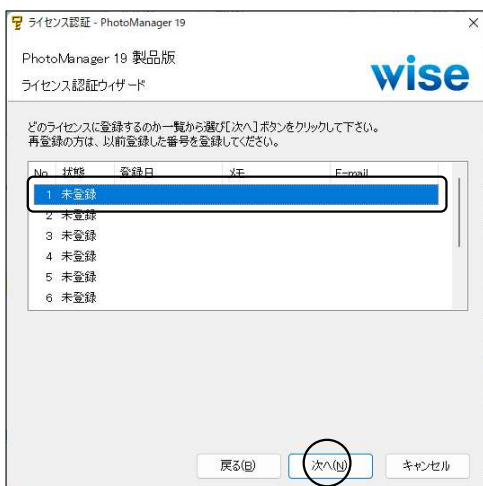 ライセンス認証 - PhotoManager 19
PhotoManager 19 製品版
wise
ライセンス認証ウィザード
どのライセンスに登録するのか一覧から選び[次へ]ボタンをクリックして下さい。
再登録の方は、以前登録した番号を登録してください。
No. 状態 登録日 メモ E-mail
1 未登録
2 未登録
3 未登録
4 未登録
5 未登録
6 未登録
戻る(B) 次へ(N) キャンセル